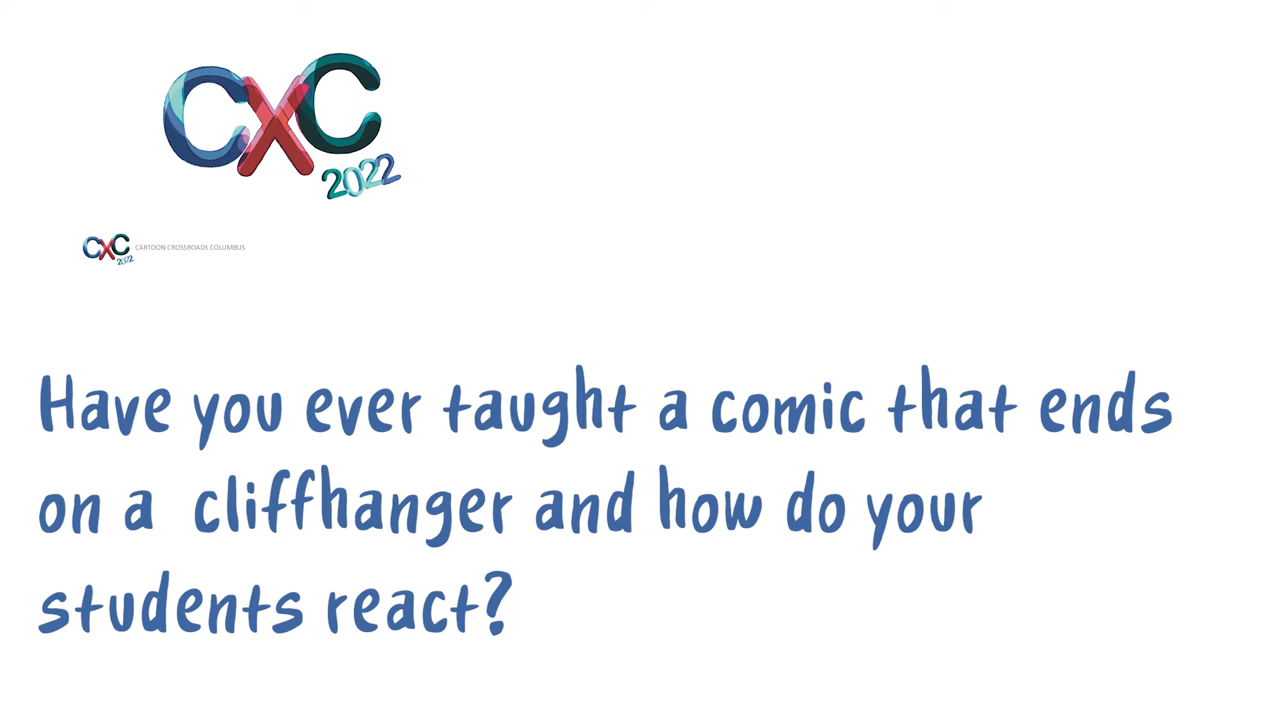 CXC
2022
CXC 2022 CARTOON CROSSROADS COLUMBUS
Have you ever taught a comic that ends
on a cliffhanger and how do your
students react?